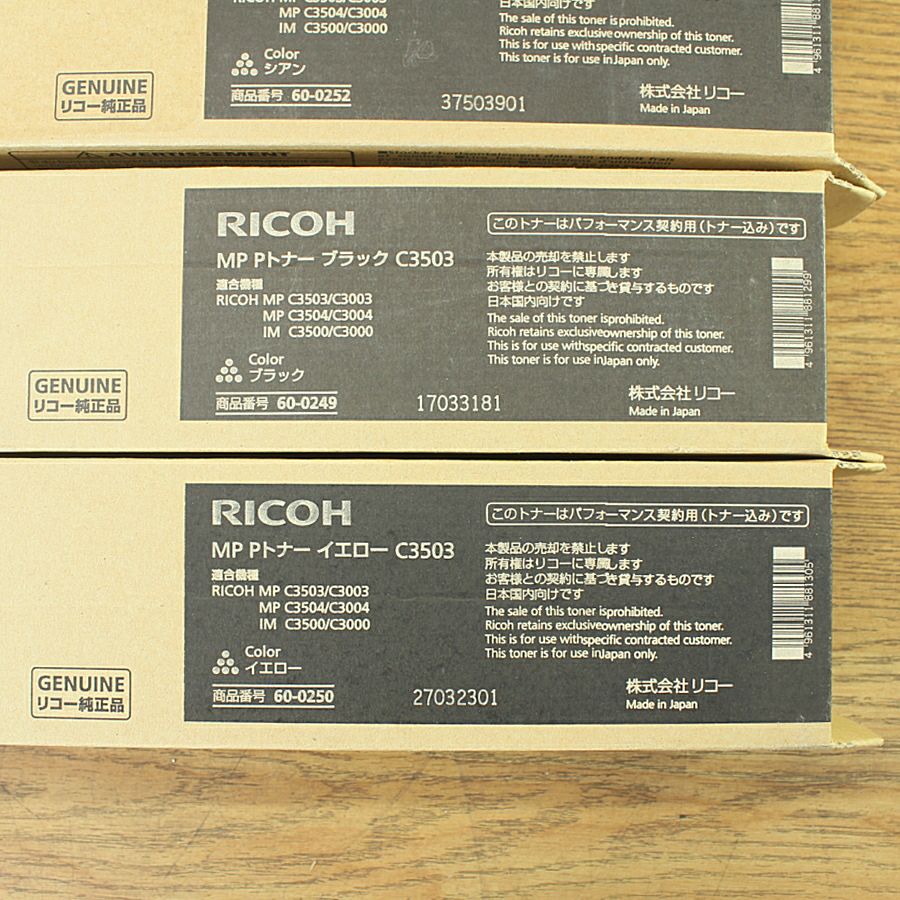 MP C3504/C3004
IM C3500/C3000
Color
シアン
商品番号 60-0252
37503901
日本国内向けです
The sale of this toner isprohibited.
Ricoh retains exclusiveownership of this toner.
This is for use withspecific contracted customer.
This toner is for use inJapan only.
株式会社リコー
Made in Japan
GENUINE
リコー純正品
AVERTISSEMENT
RICOH
MP Pトナー ブラック C3503
適合機種
RICOH MP C3503/C3003
MP C3504/C3004
IM C3500/C3000
Color
ブラック
商品番号 60-0249
17033181
このトナーはパフォーマンス契約用(トナー込み)です
本製品の売却を禁止します
所有権はリコーに専属します
お客様との契約に基づき貸与するものです
日本国内向けです
The sale of this toner isprohibited.
Ricoh retains exclusiveownership of this toner.
This is for use withspecific contracted customer.
This toner is for use inJapan only.
株式会社リコー
Made in Japan
4 961311 881299
GENUINE
リコー純正品
RICOH
MP Pトナー イエロー C3503
適合機種
RICOH MP C3503/C3003
MP C3504/C3004
IM C3500/C3000
Color
イエロー
商品番号 60-0250
27032301
このトナーはパフォーマンス契約用(トナー込み)です
本製品の売却を禁止します
所有権はリコーに専属します
お客様との契約に基づき貸与するものです
日本国内向けです
The sale of this toner isprohibited.
Ricoh retains exclusiveownership of this toner.
This is for use withspecific contracted customer.
This toner is for use inJapan only.
株式会社リコー
Made in Japan
4 961311 881305
GENUINE
リコー純正品